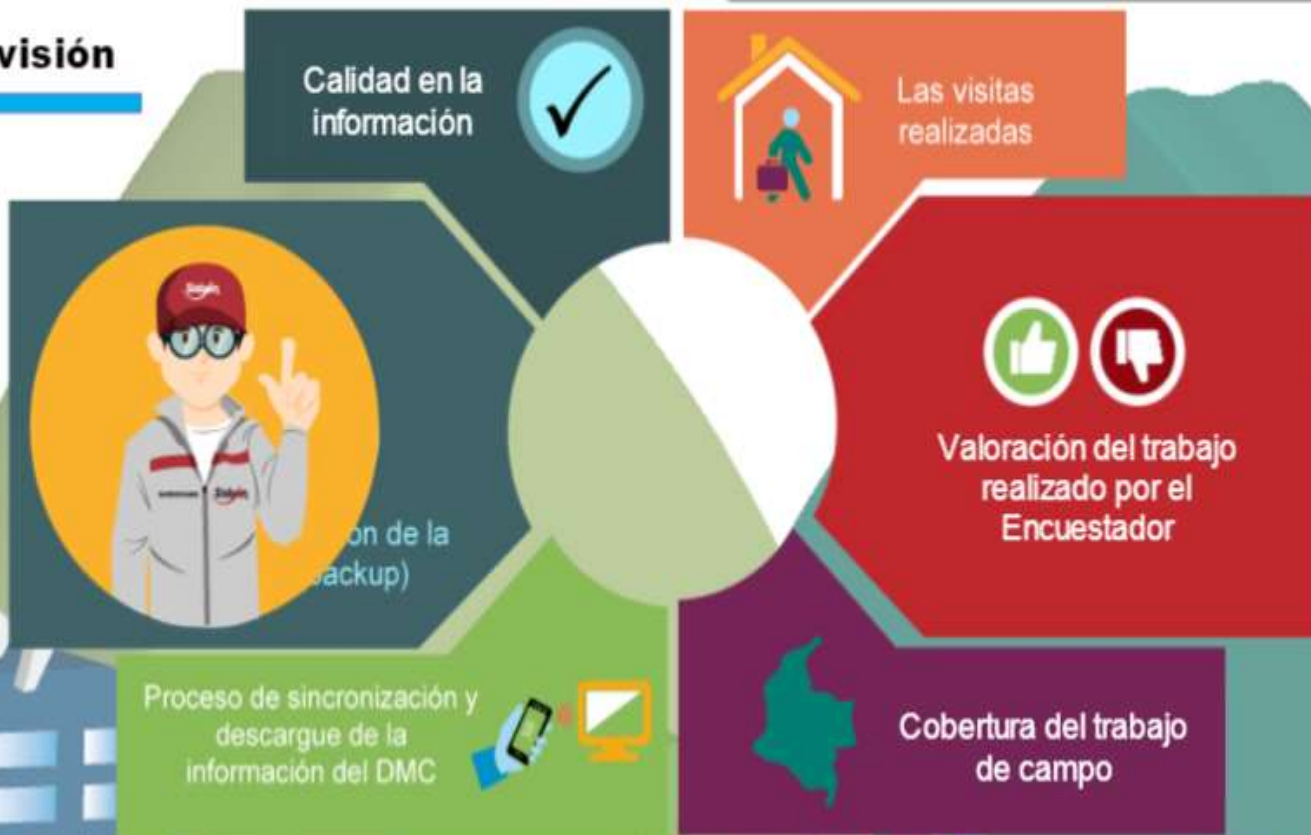 visión
Calidad en la
información
Las visitas
realizadas
Valoración del trabajo
realizado por el
Encuestador
on de la
backup)
Proceso de sincronización y
descargue de la
información del DMC
Cobertura del trabajo
de campo